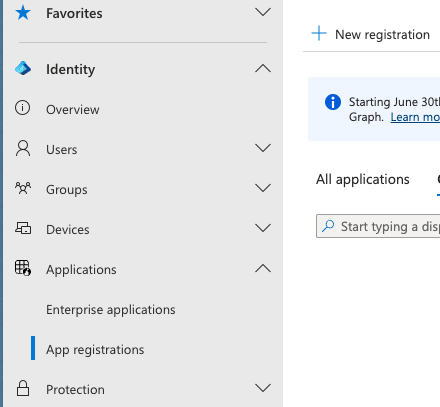 Favorites
Identity
Overview
Users
Groups
Devices
Applications
Enterprise applications
App registrations
Protection
New registration
Starting June 30th
Graph. Learn mo
All applications
Start typing a disp